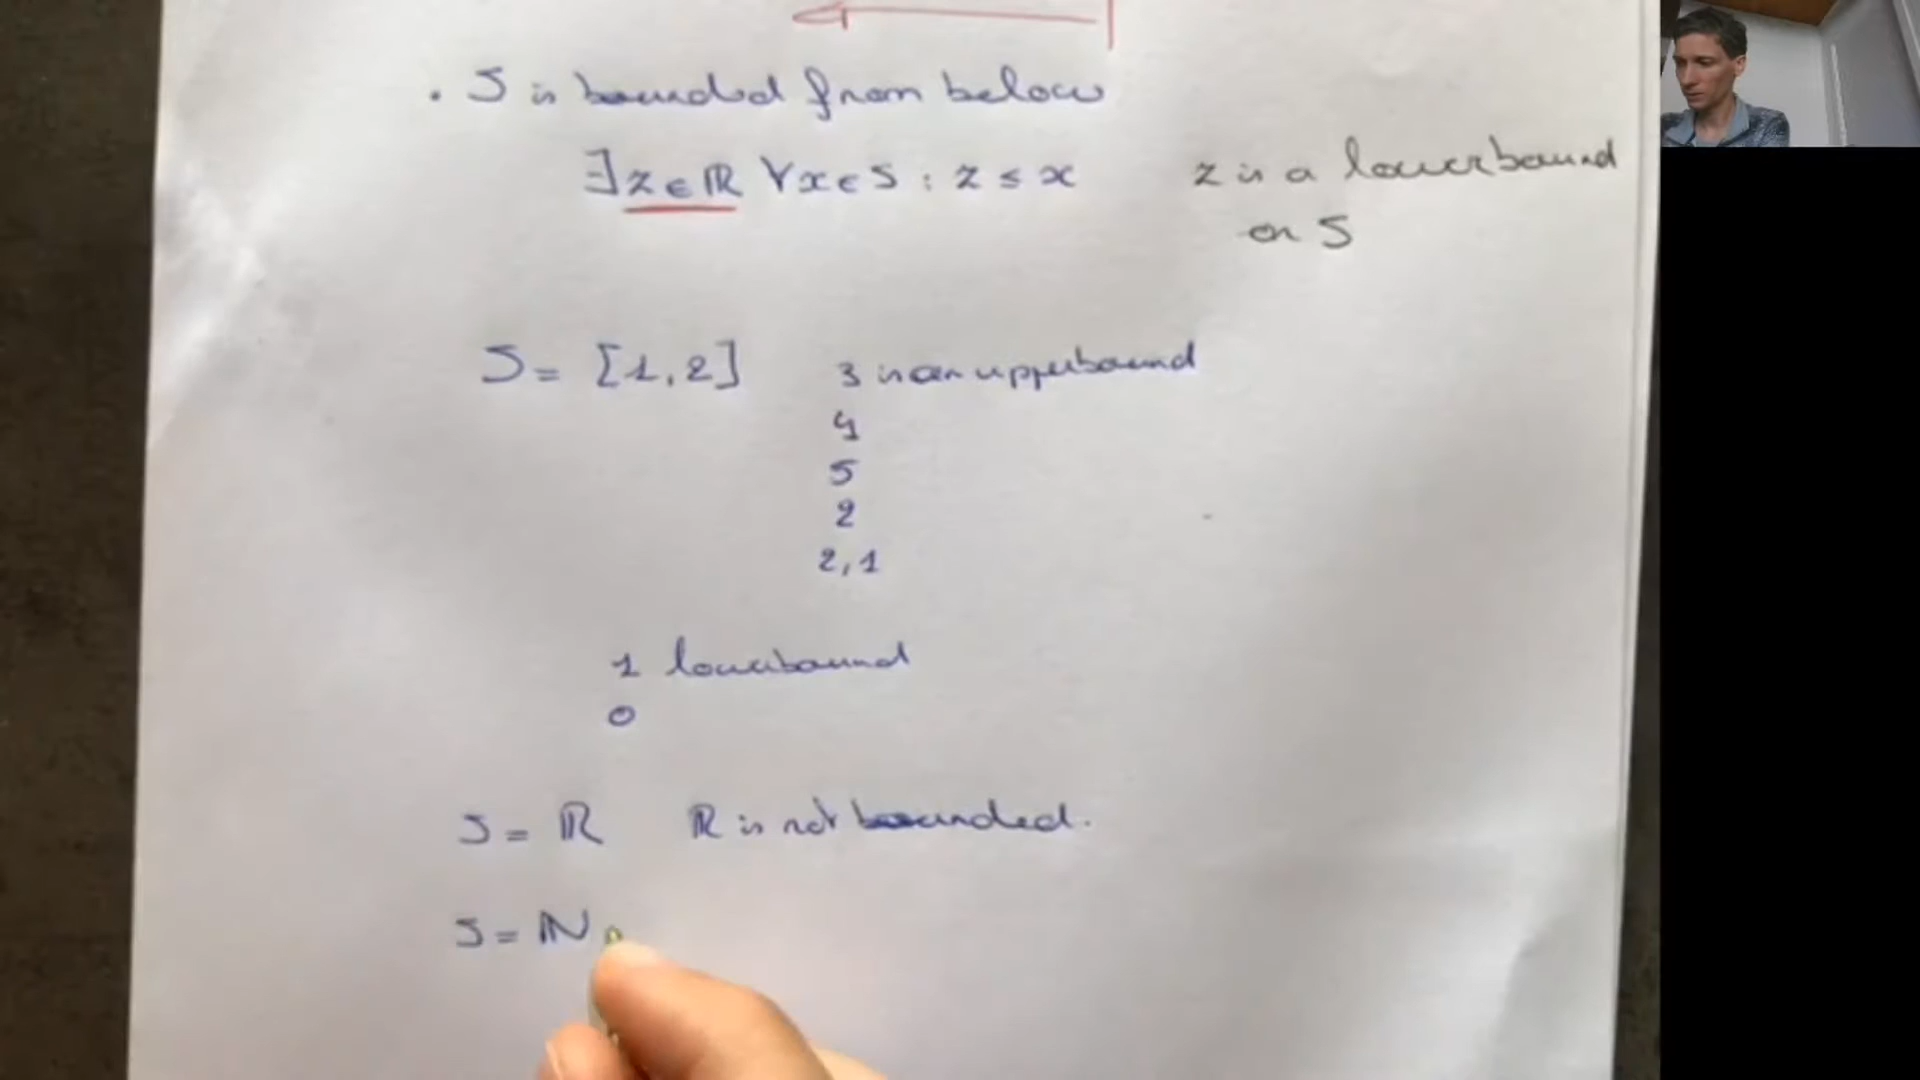 . S is bounded from below
∃ z ∈ ℝ ∀ x ∈ S : z ≤ x z is a lowerbound
on S
S = [1, 2] 3 is an upperbound
4
5
2
2,1
1 lowerbound
0
S = ℝ ℝ is not bounded.
S = ℕ